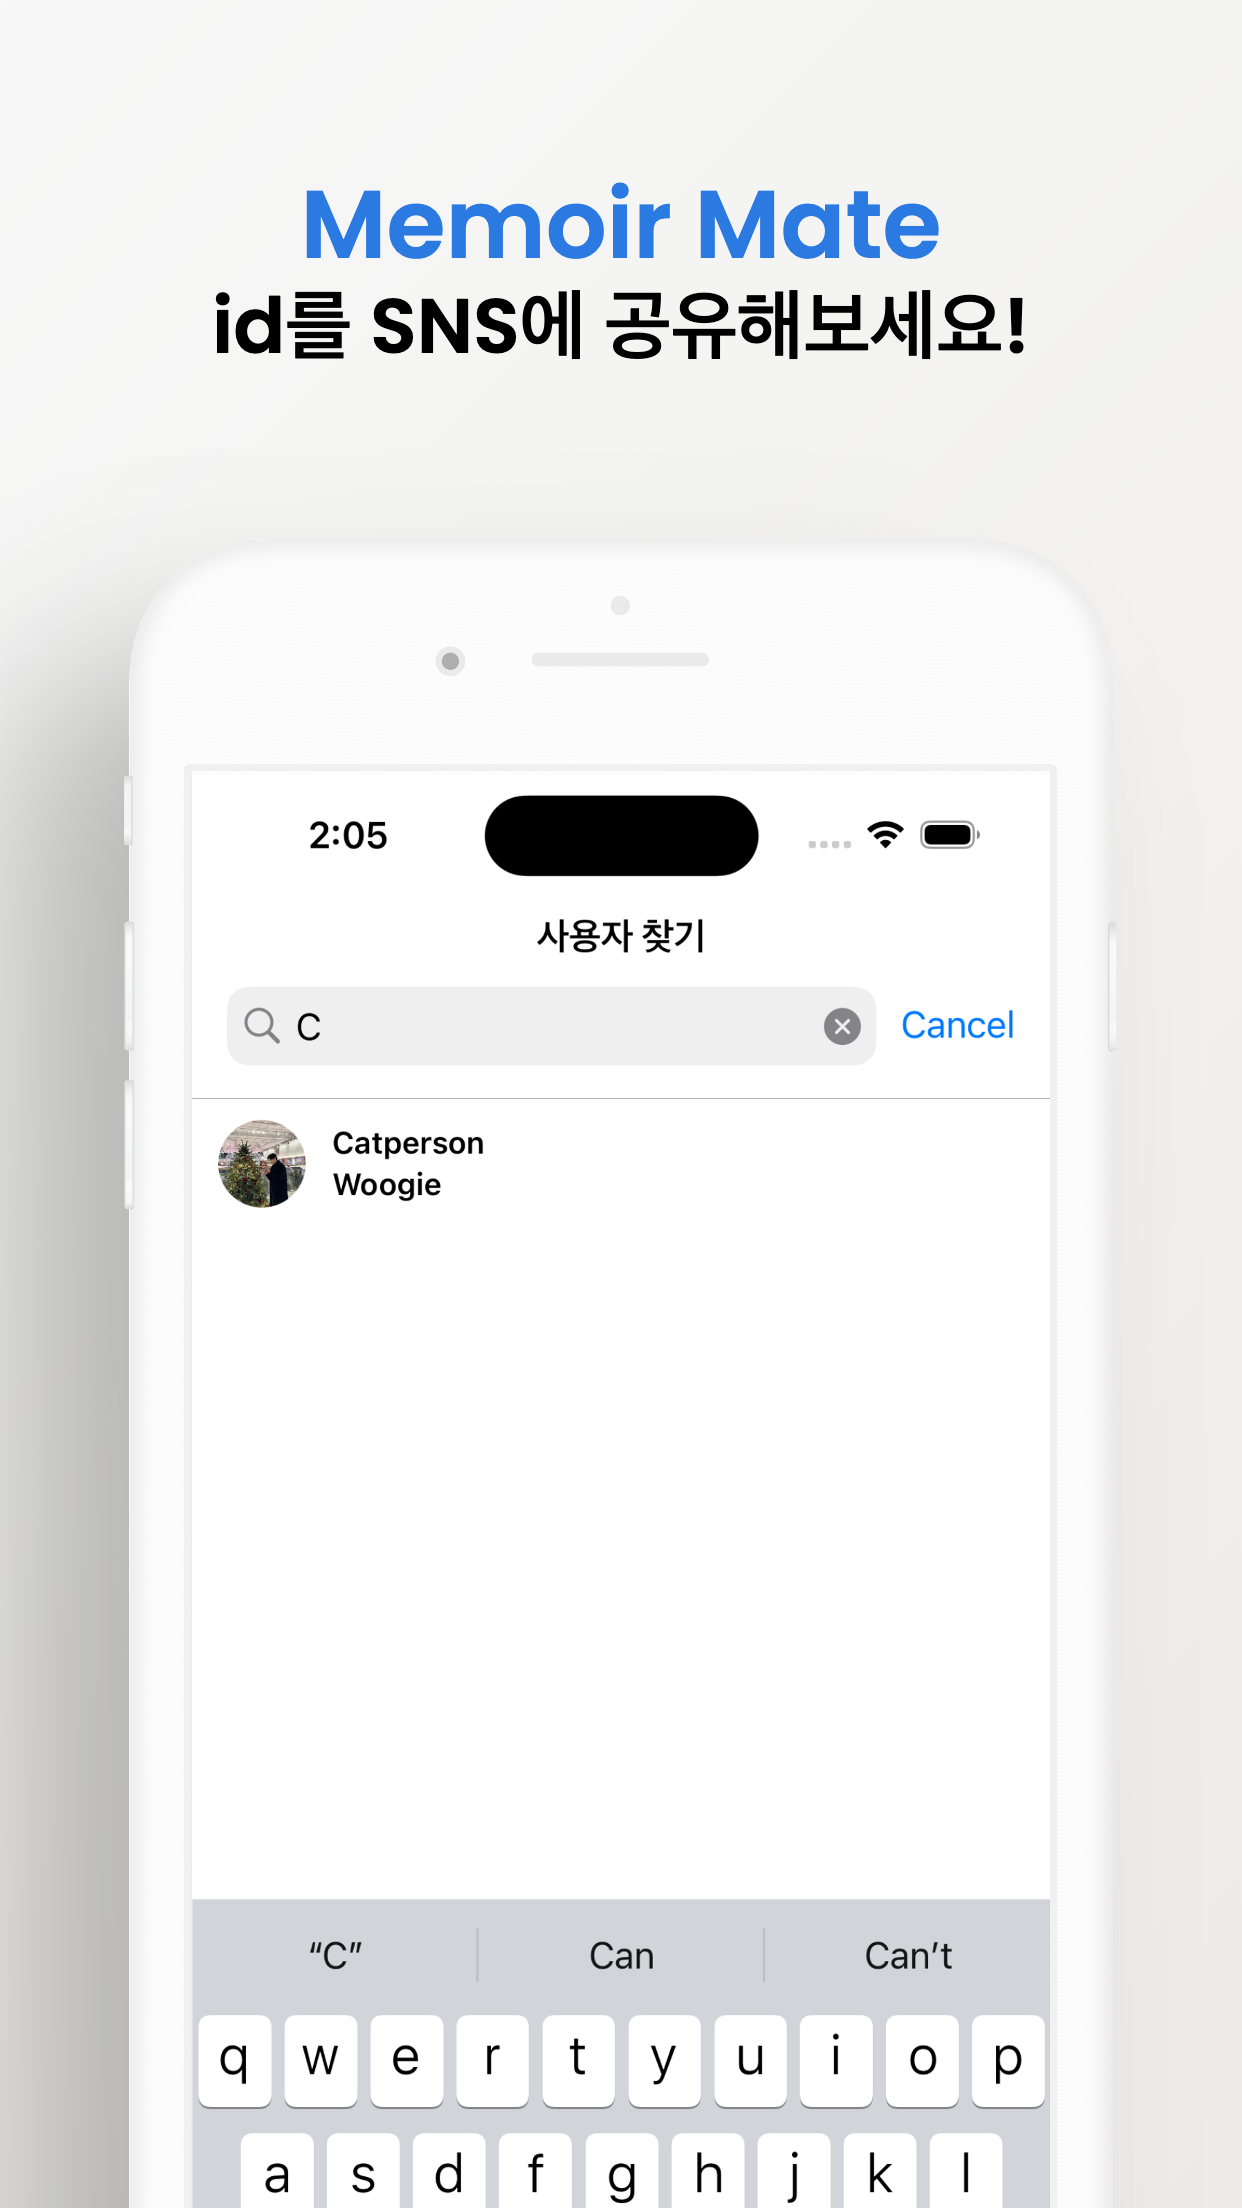 Memoir Mate
id를 SNS에 공유해보세요!
2:05
사용자 찾기
C
Cancel
Catperson
Woogie
“C”
Can
Can’t
q w e r t y u i o p
a s d f g h j k l